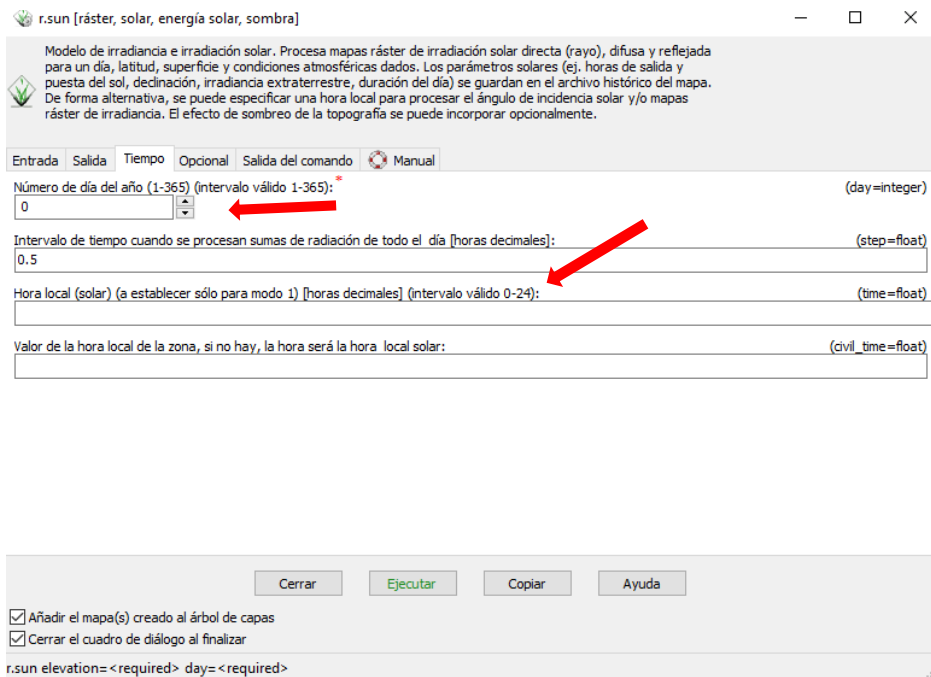 r.sun [ráster, solar, energía solar, sombra]
Modelo de irradiancia e irradiación solar. Procesa mapas ráster de irradiación solar directa (rayo), difusa y reflejada
para un día, latitud, superficie y condiciones atmosféricas dados. Los parámetros solares (ej. horas de salida y
puesta del sol, declinación, irradiancia extraterrestre, duración del día) se guardan en el archivo histórico del mapa.
De forma alternativa, se puede especificar una hora local para procesar el ángulo de incidencia solar y/o mapas
ráster de irradiancia. El efecto de sombreo de la topografía se puede incorporar opcionalmente.
Entrada Salida Tiempo Opcional Salida del comando Manual
Número de día del año (1-365) (intervalo válido 1-365): * (day=integer)
0
Intervalo de tiempo cuando se procesan sumas de radiación de todo el día [horas decimales]: (step=float)
0.5
Hora local (solar) (a establecer sólo para modo 1) [horas decimales] (intervalo válido 0-24): (time=float)
Valor de la hora local de la zona, si no hay, la hora será la hora local solar: (civil_time=float)
Cerrar Ejecutar Copiar Ayuda
Añadir el mapa(s) creado al árbol de capas
Cerrar el cuadro de diálogo al finalizar
r.sun elevation=<required> day=<required>